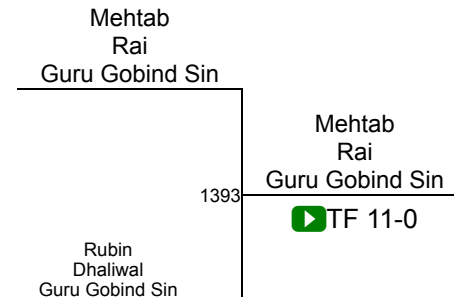 Mehtab
Rai
Guru Gobind Sin
Mehtab
Rai
Guru Gobind Sin
1393
TF 11-0
Rubin
Dhaliwal
Guru Gobind Sin